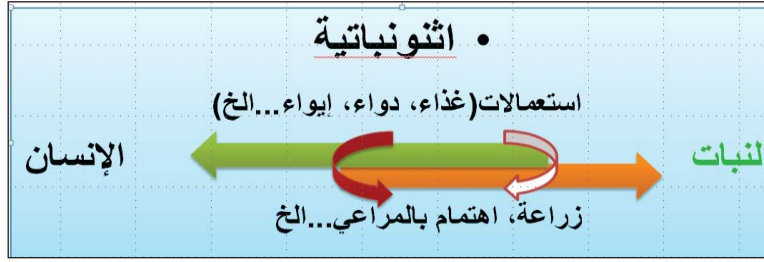 • اثنونباتية
استعمالات(غذاء، دواء، إيواء...الخ)
لنبات
الإنسان
زراعة، اهتمام بالمراعي...الخ